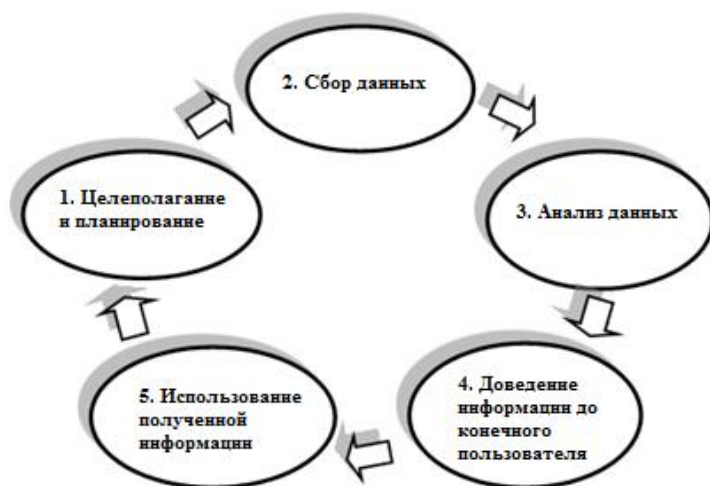 1. Целеполагание
и планирование
2. Сбор данных
3. Анализ данных
4. Доведение
информации до
конечного
пользователя
5. Использование
полученной
информации